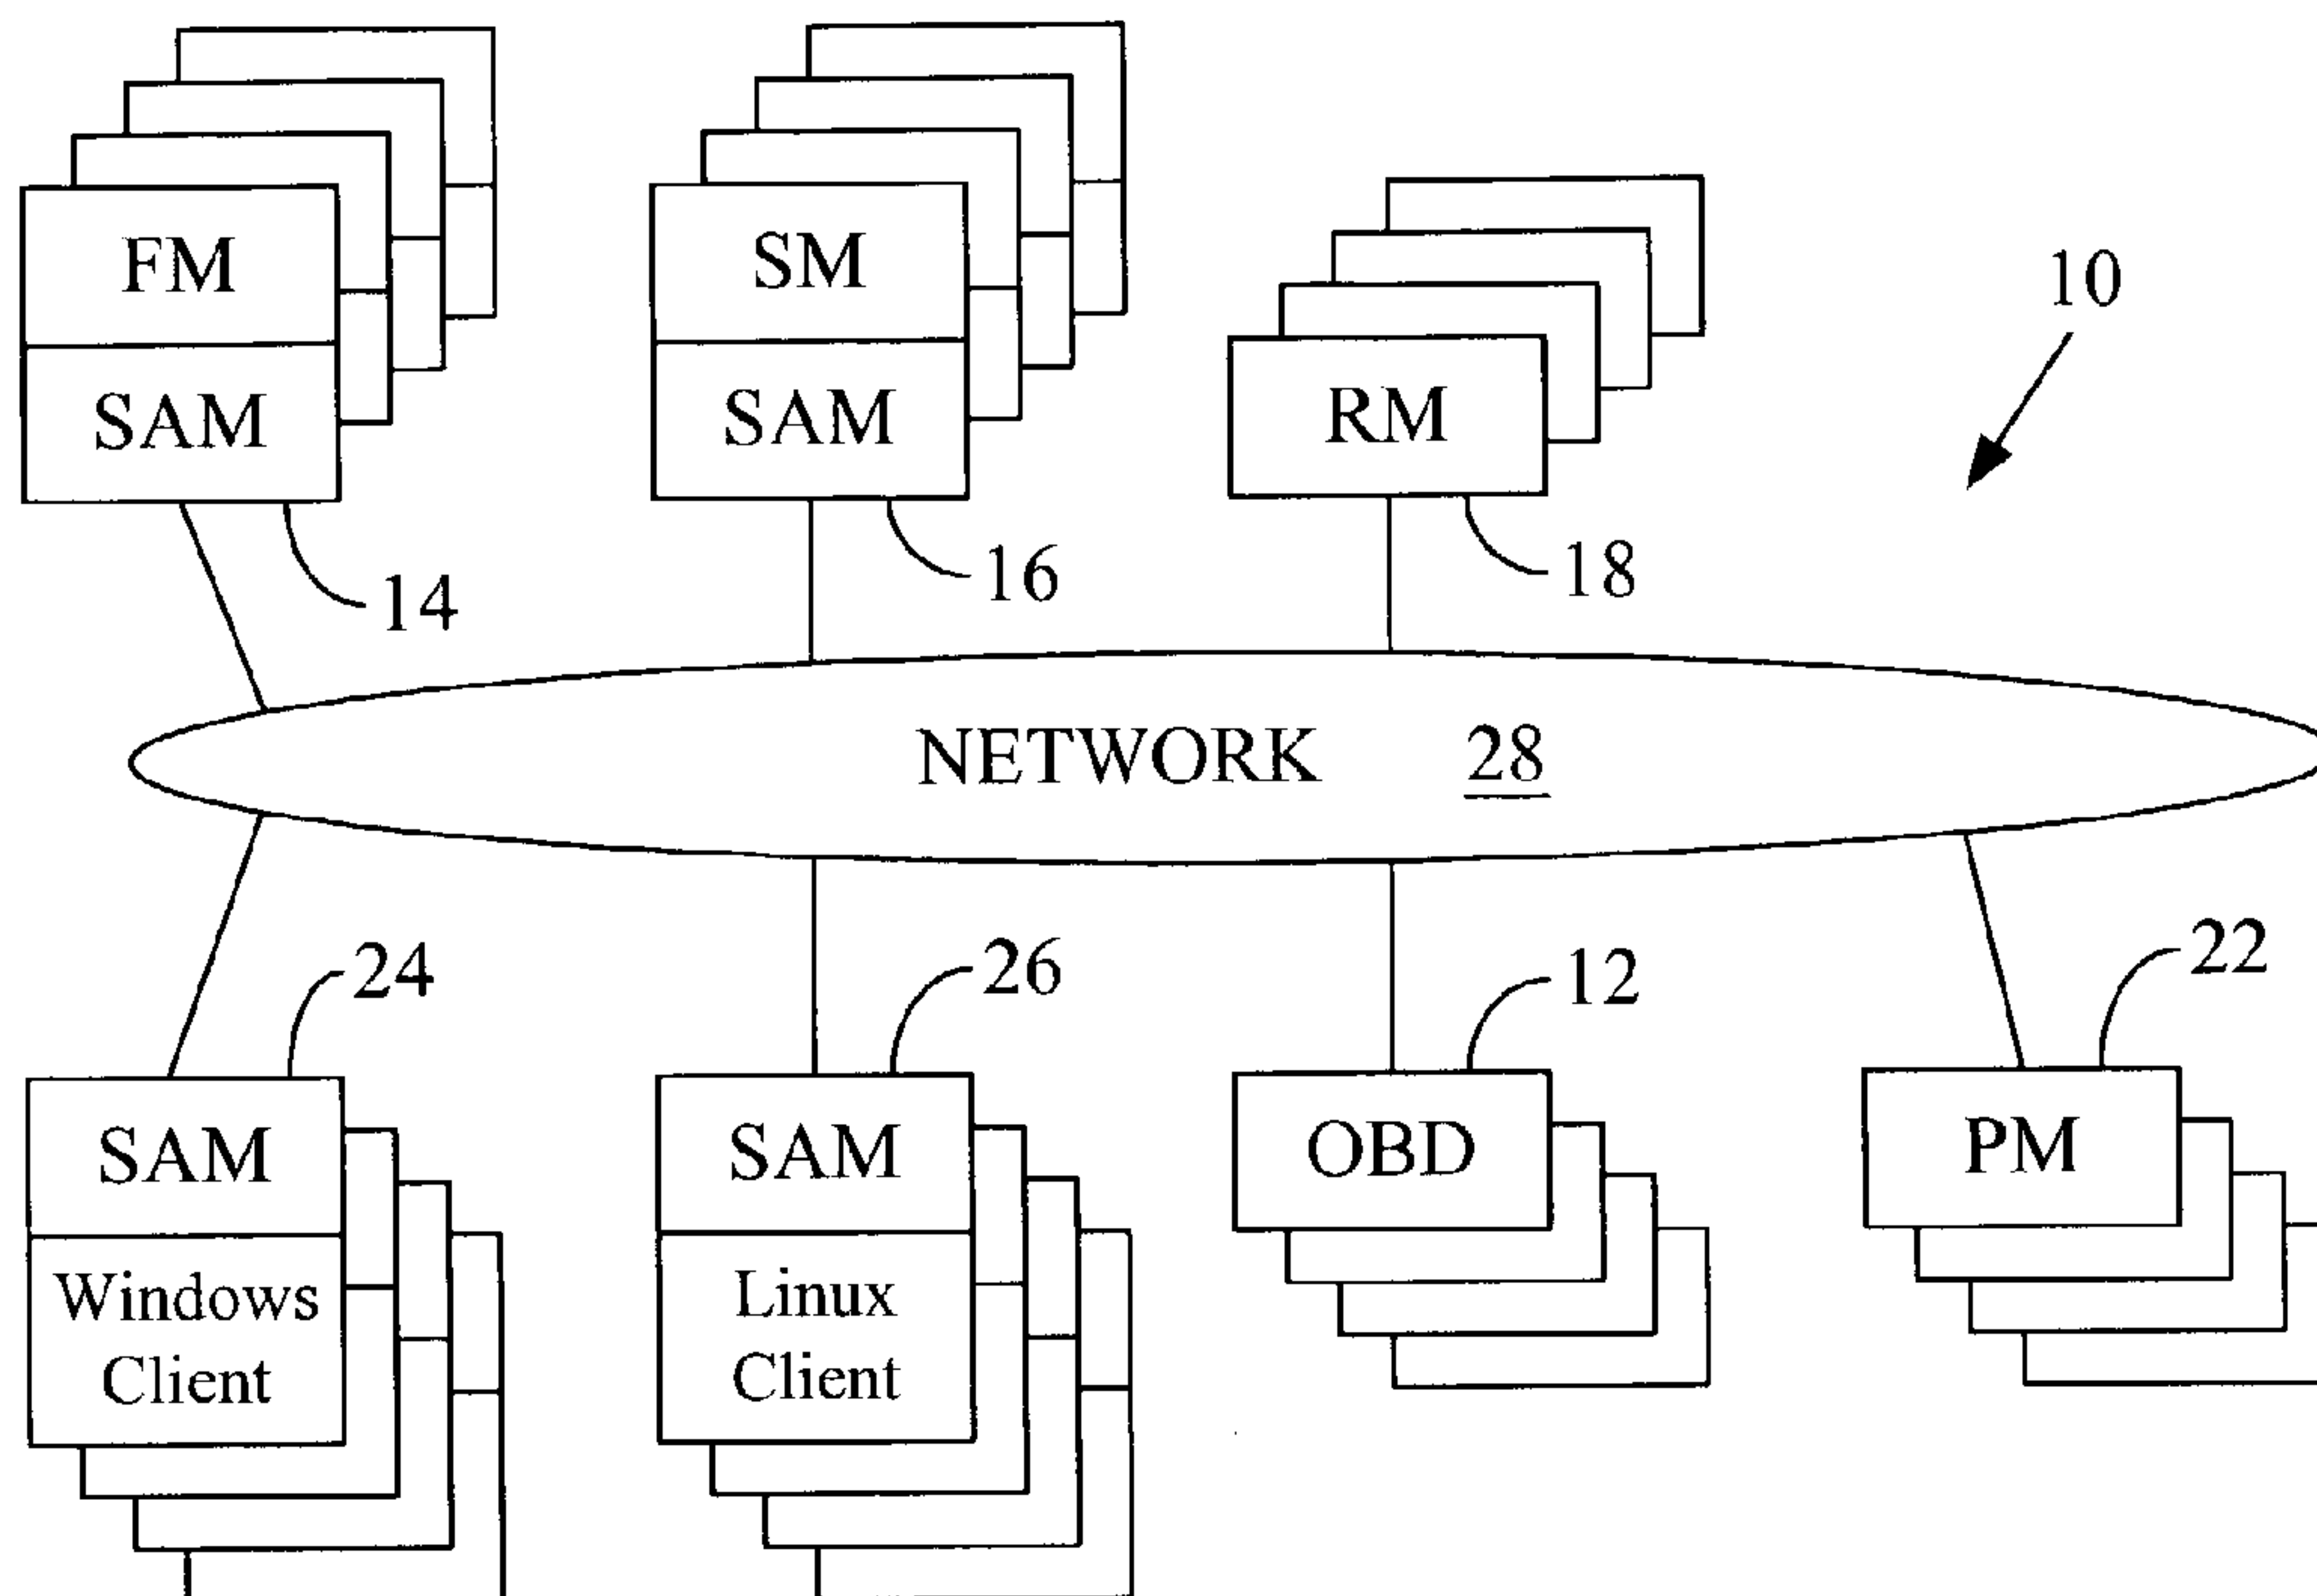 FM
SAM
14
SM
SAM
16
RM
18
10
NETWORK 28
24
SAM
Windows
Client
26
SAM
Linux
Client
12
OBD
22
PM